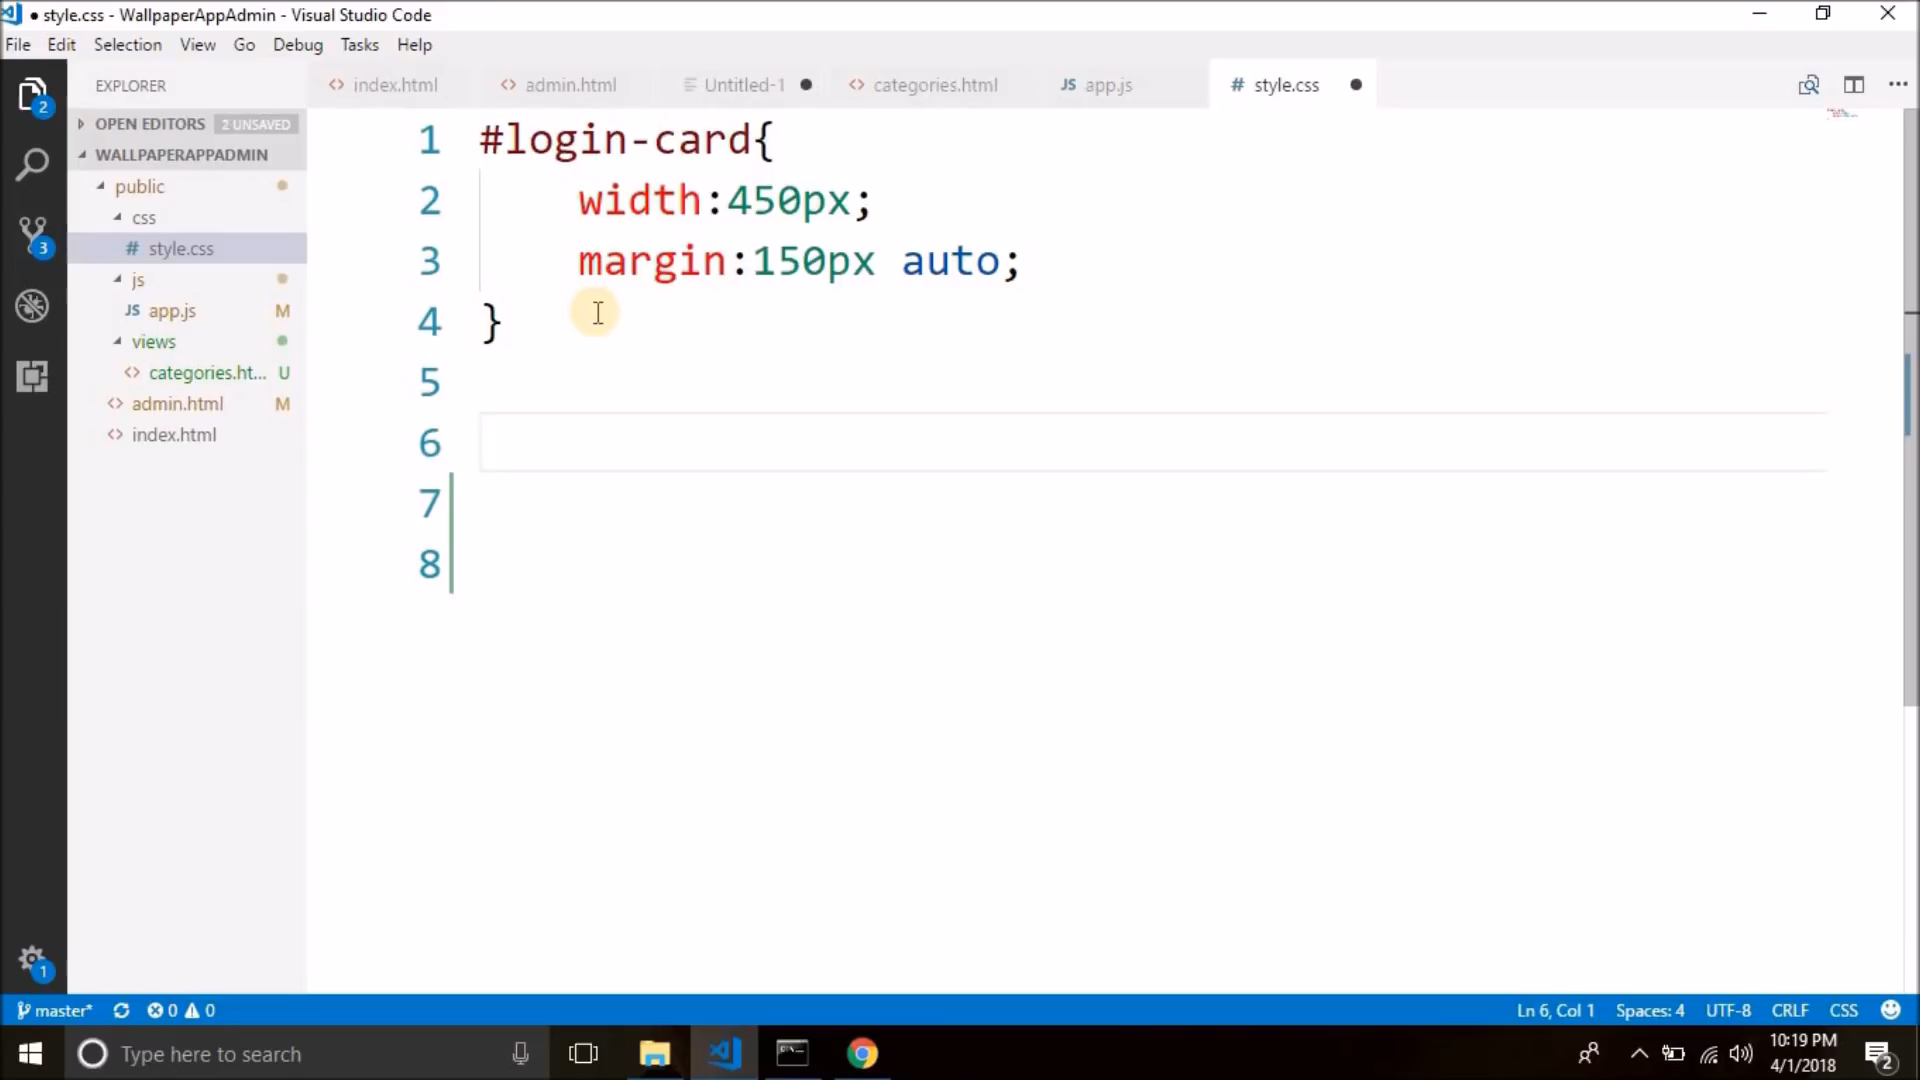 ● style.css - WallpaperAppAdmin - Visual Studio Code
File Edit Selection View Go Debug Tasks Help
EXPLORER
index.html admin.html Untitled-1 ● categories.html JS app.js # style.css ●
OPEN EDITORS 2 UNSAVED
WALLPAPERAPPADMIN
public
css
# style.css
js
JS app.js M
views
categories.ht... U
admin.html M
index.html
1 #login-card{
2 width:450px;
3 margin:150px auto;
4 }
5
6
7
8
2
3
1
master* 0 0 Ln 6, Col 1 Spaces: 4 UTF-8 CRLF CSS
Type here to search
10:19 PM
4/1/2018
2